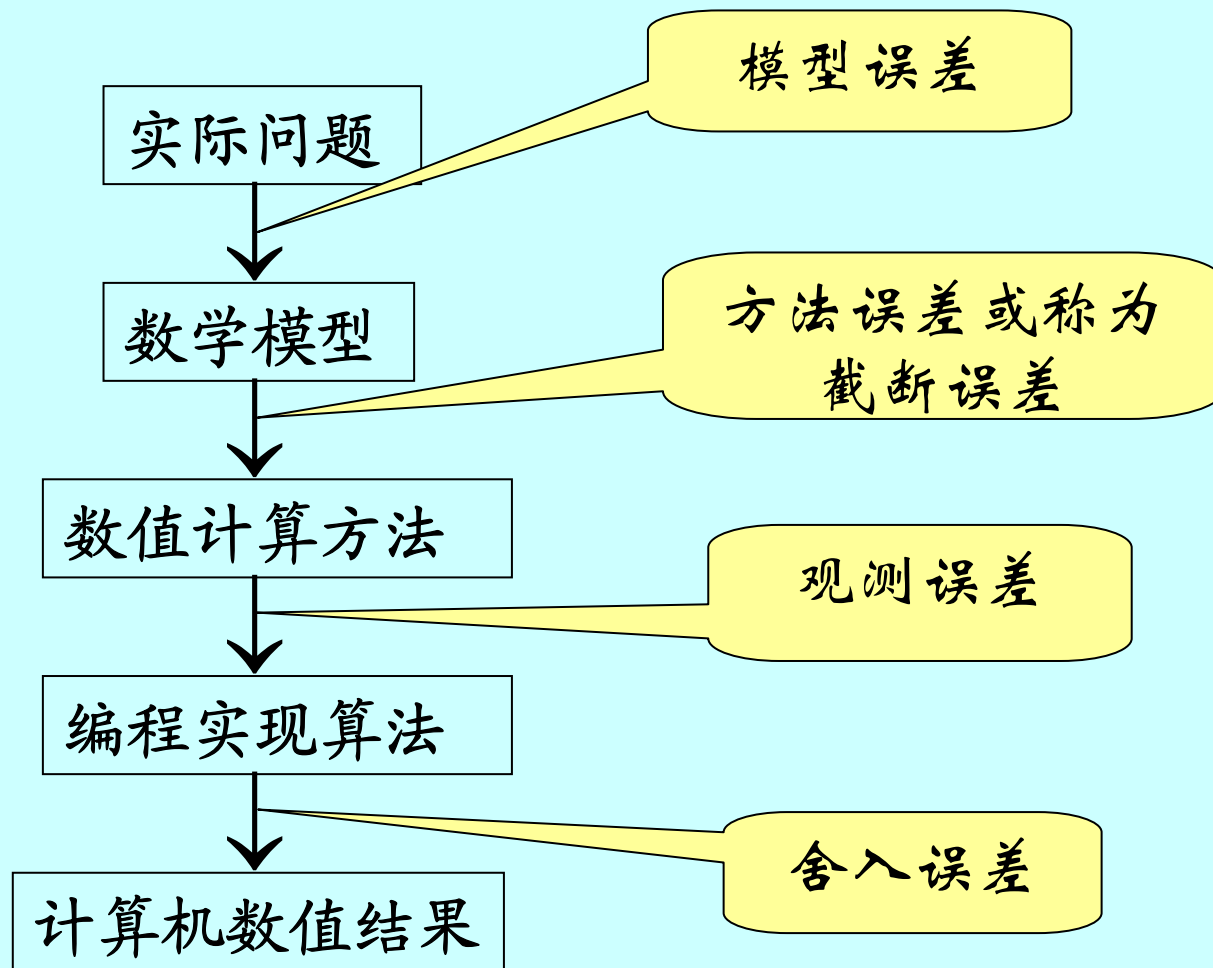 模型误差
实际问题
方法误差或称为
截断误差
数学模型
数值计算方法
观测误差
编程实现算法
舍入误差
计算机数值结果